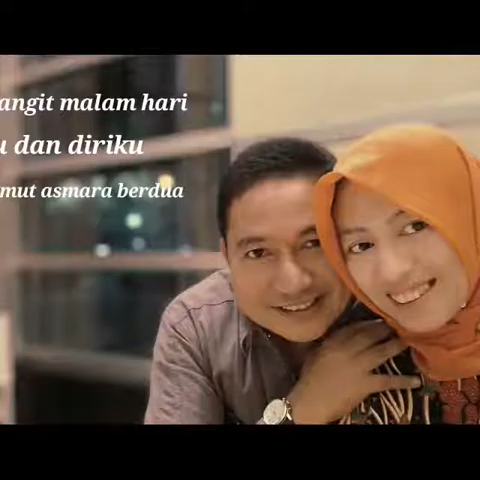 angit malam hari
u dan diriku
mut asmara berdua